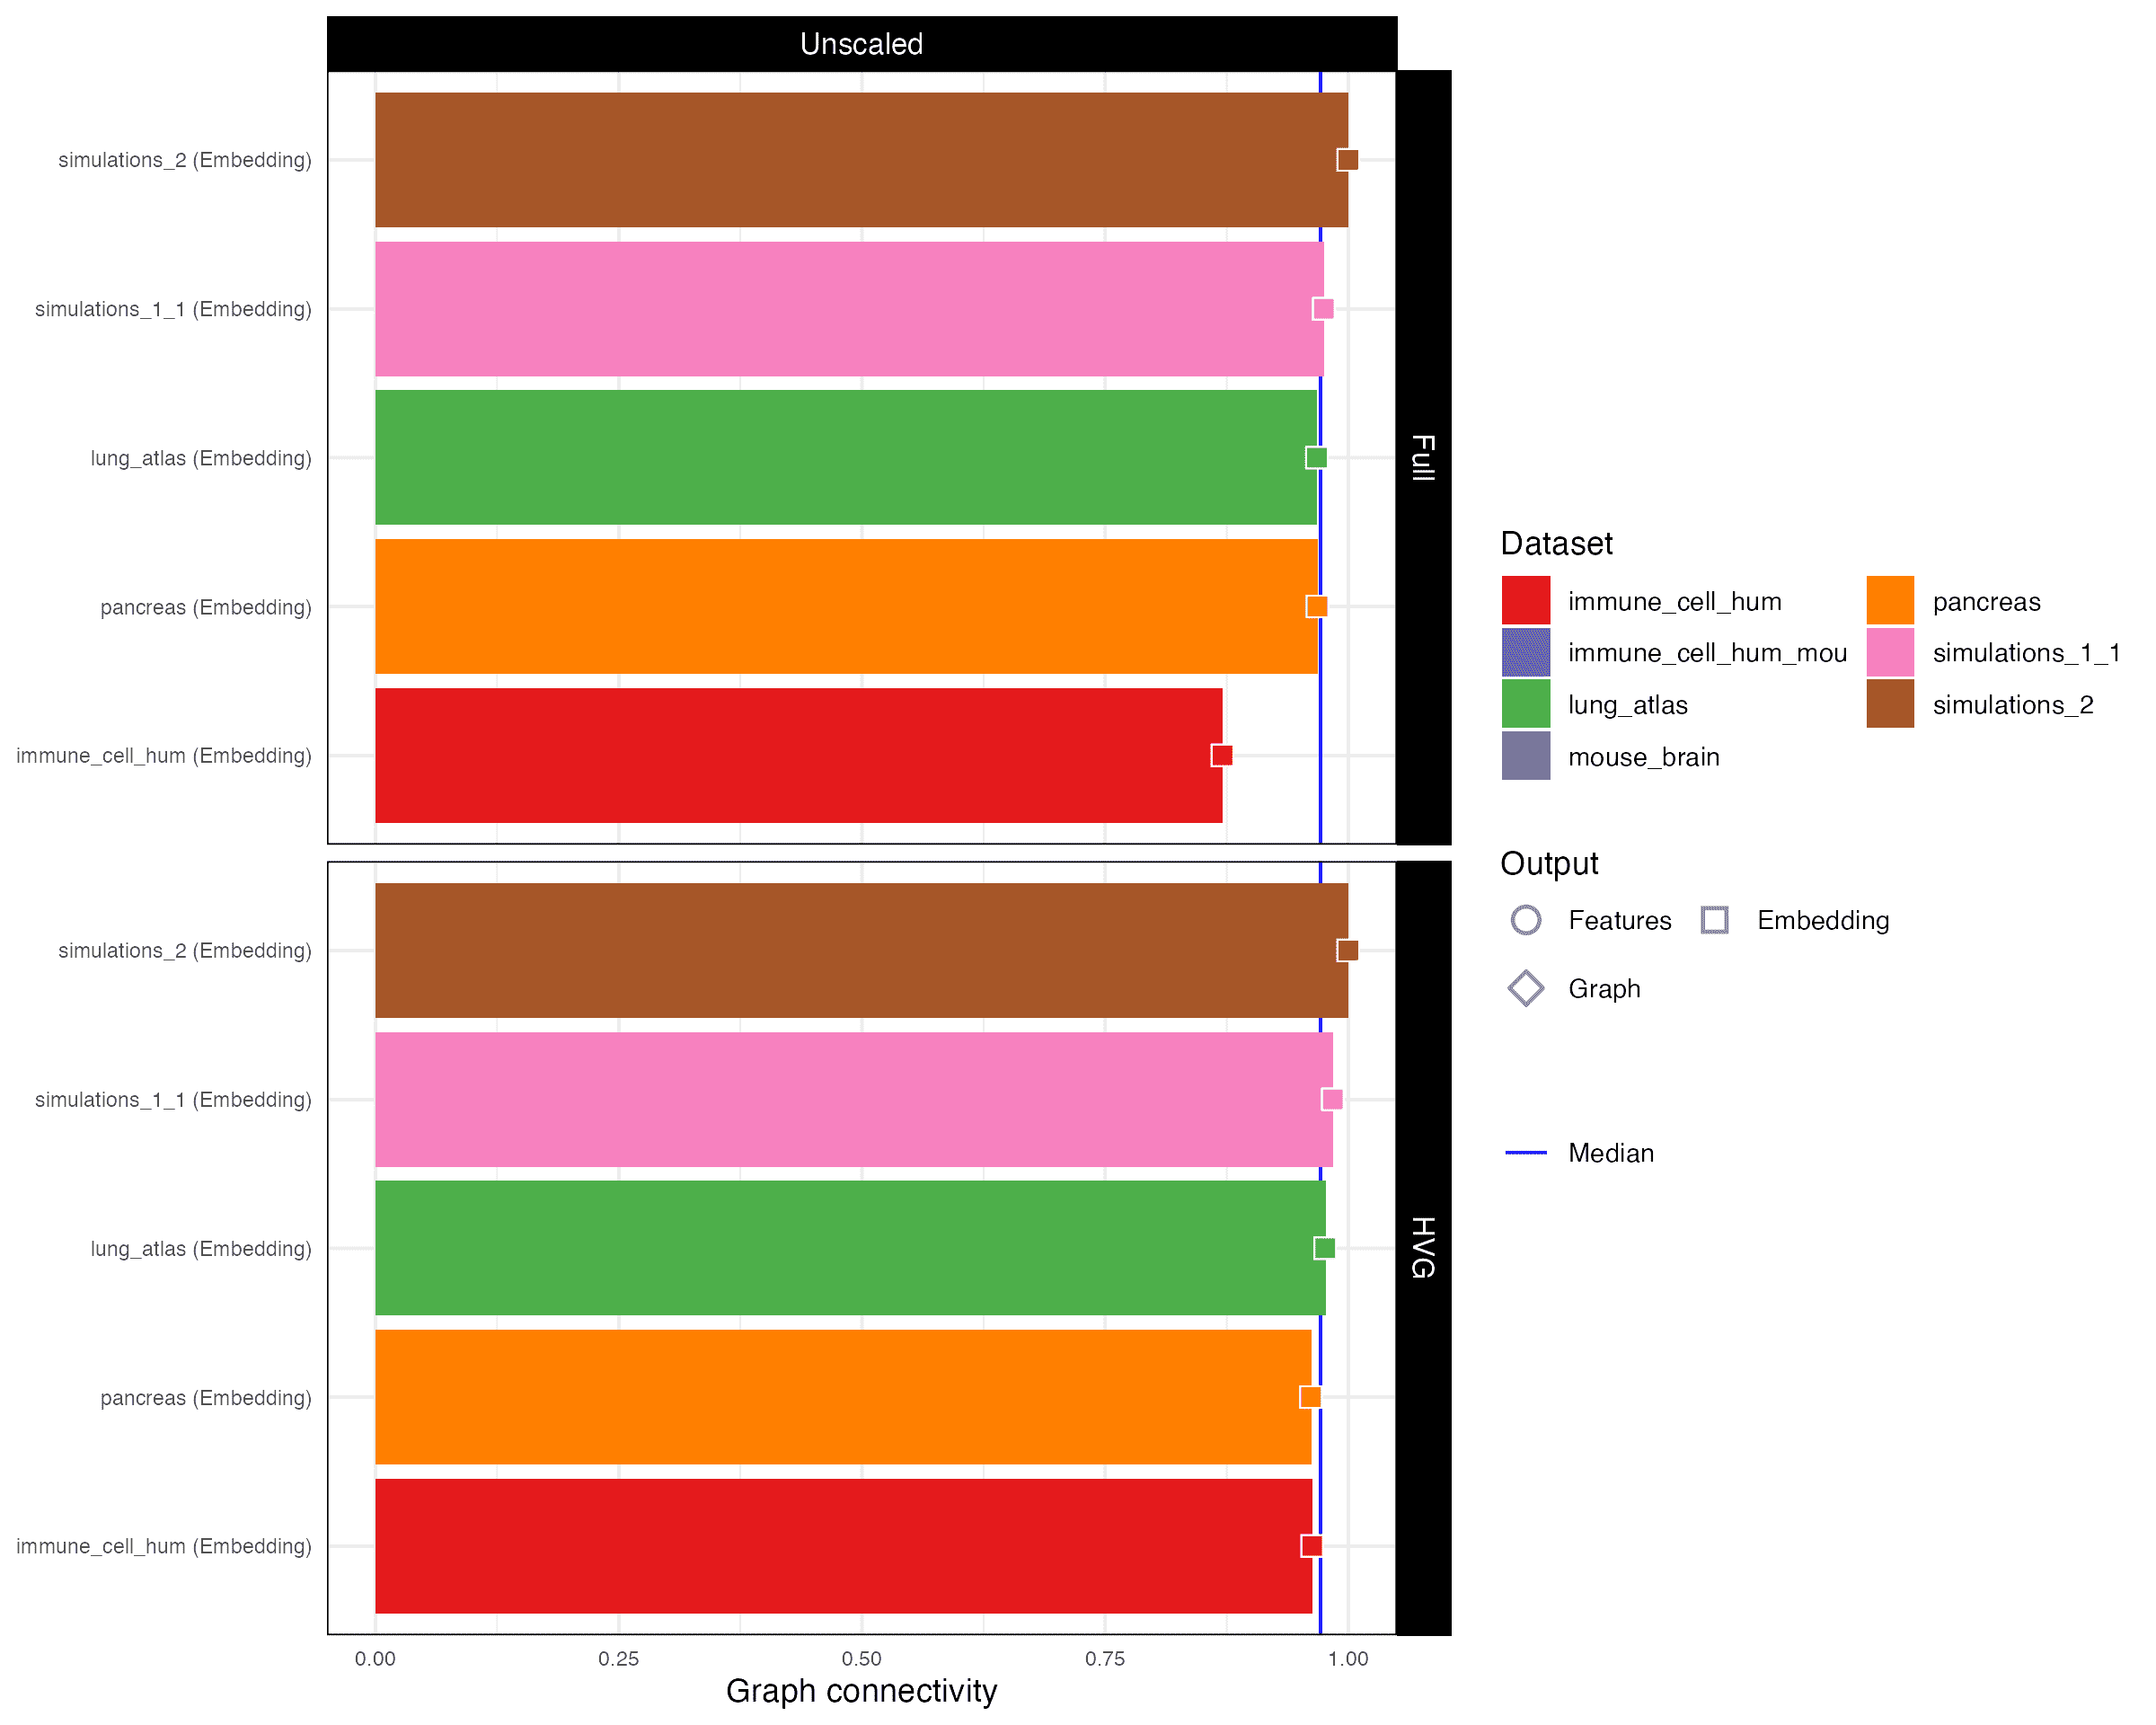 Unscaled
simulations_2 (Embedding)
simulations_1_1 (Embedding)
lung_atlas (Embedding)
pancreas (Embedding)
immune_cell_hum (Embedding)
Full
simulations_2 (Embedding)
simulations_1_1 (Embedding)
lung_atlas (Embedding)
pancreas (Embedding)
immune_cell_hum (Embedding)
HVG
0.00 0.25 0.50 0.75 1.00
Graph connectivity
Dataset
immune_cell_hum pancreas
immune_cell_hum_mou simulations_1_1
lung_atlas simulations_2
mouse_brain
Output
Features Embedding
Graph
Median